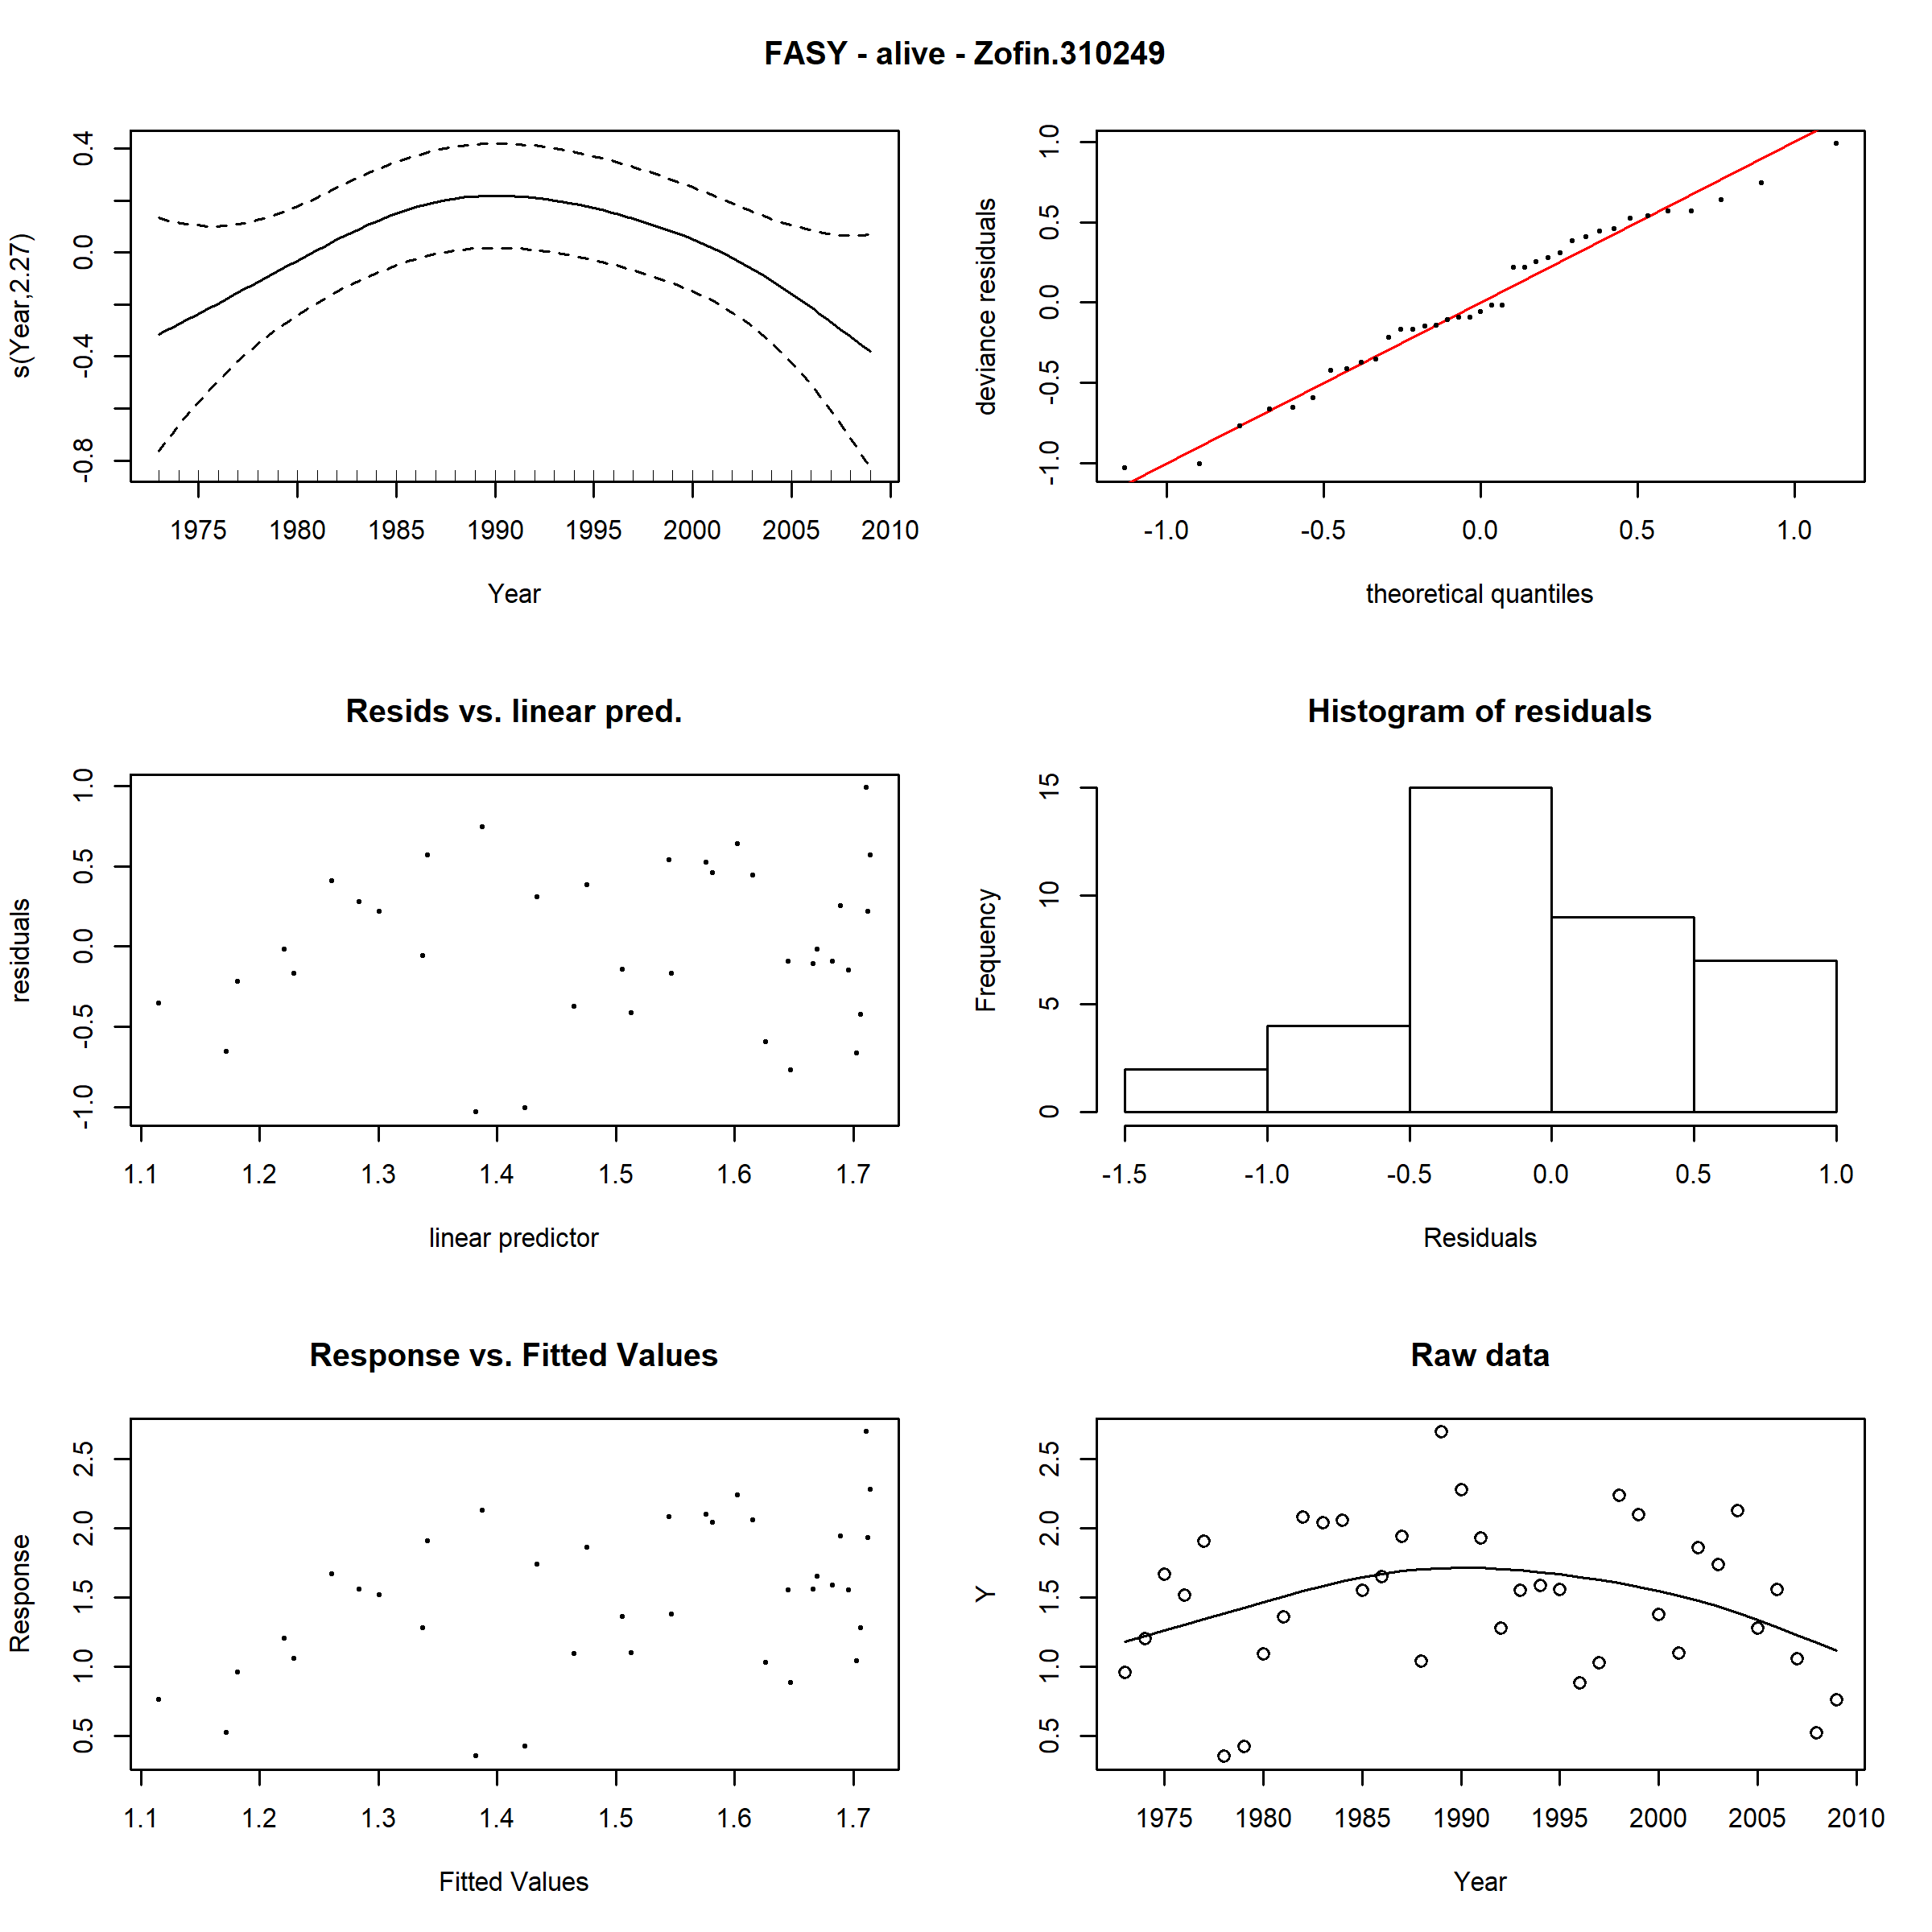 FASY - alive - Zofin.310249
s(Year,2.27)
-0.8 -0.4 0.0 0.4
1975 1980 1985 1990 1995 2000 2005 2010
Year
deviance residuals
-1.0 -0.5 0.0 0.5 1.0
-1.0 -0.5 0.0 0.5 1.0
theoretical quantiles
Resids vs. linear pred.
residuals
-1.0 -0.5 0.0 0.5 1.0
1.1 1.2 1.3 1.4 1.5 1.6 1.7
linear predictor
Histogram of residuals
Frequency
0 5 10 15
-1.5 -1.0 -0.5 0.0 0.5 1.0
Residuals
Response vs. Fitted Values
Response
0.5 1.0 1.5 2.0 2.5
1.1 1.2 1.3 1.4 1.5 1.6 1.7
Fitted Values
Raw data
Y
0.5 1.0 1.5 2.0 2.5
1975 1980 1985 1990 1995 2000 2005 2010
Year